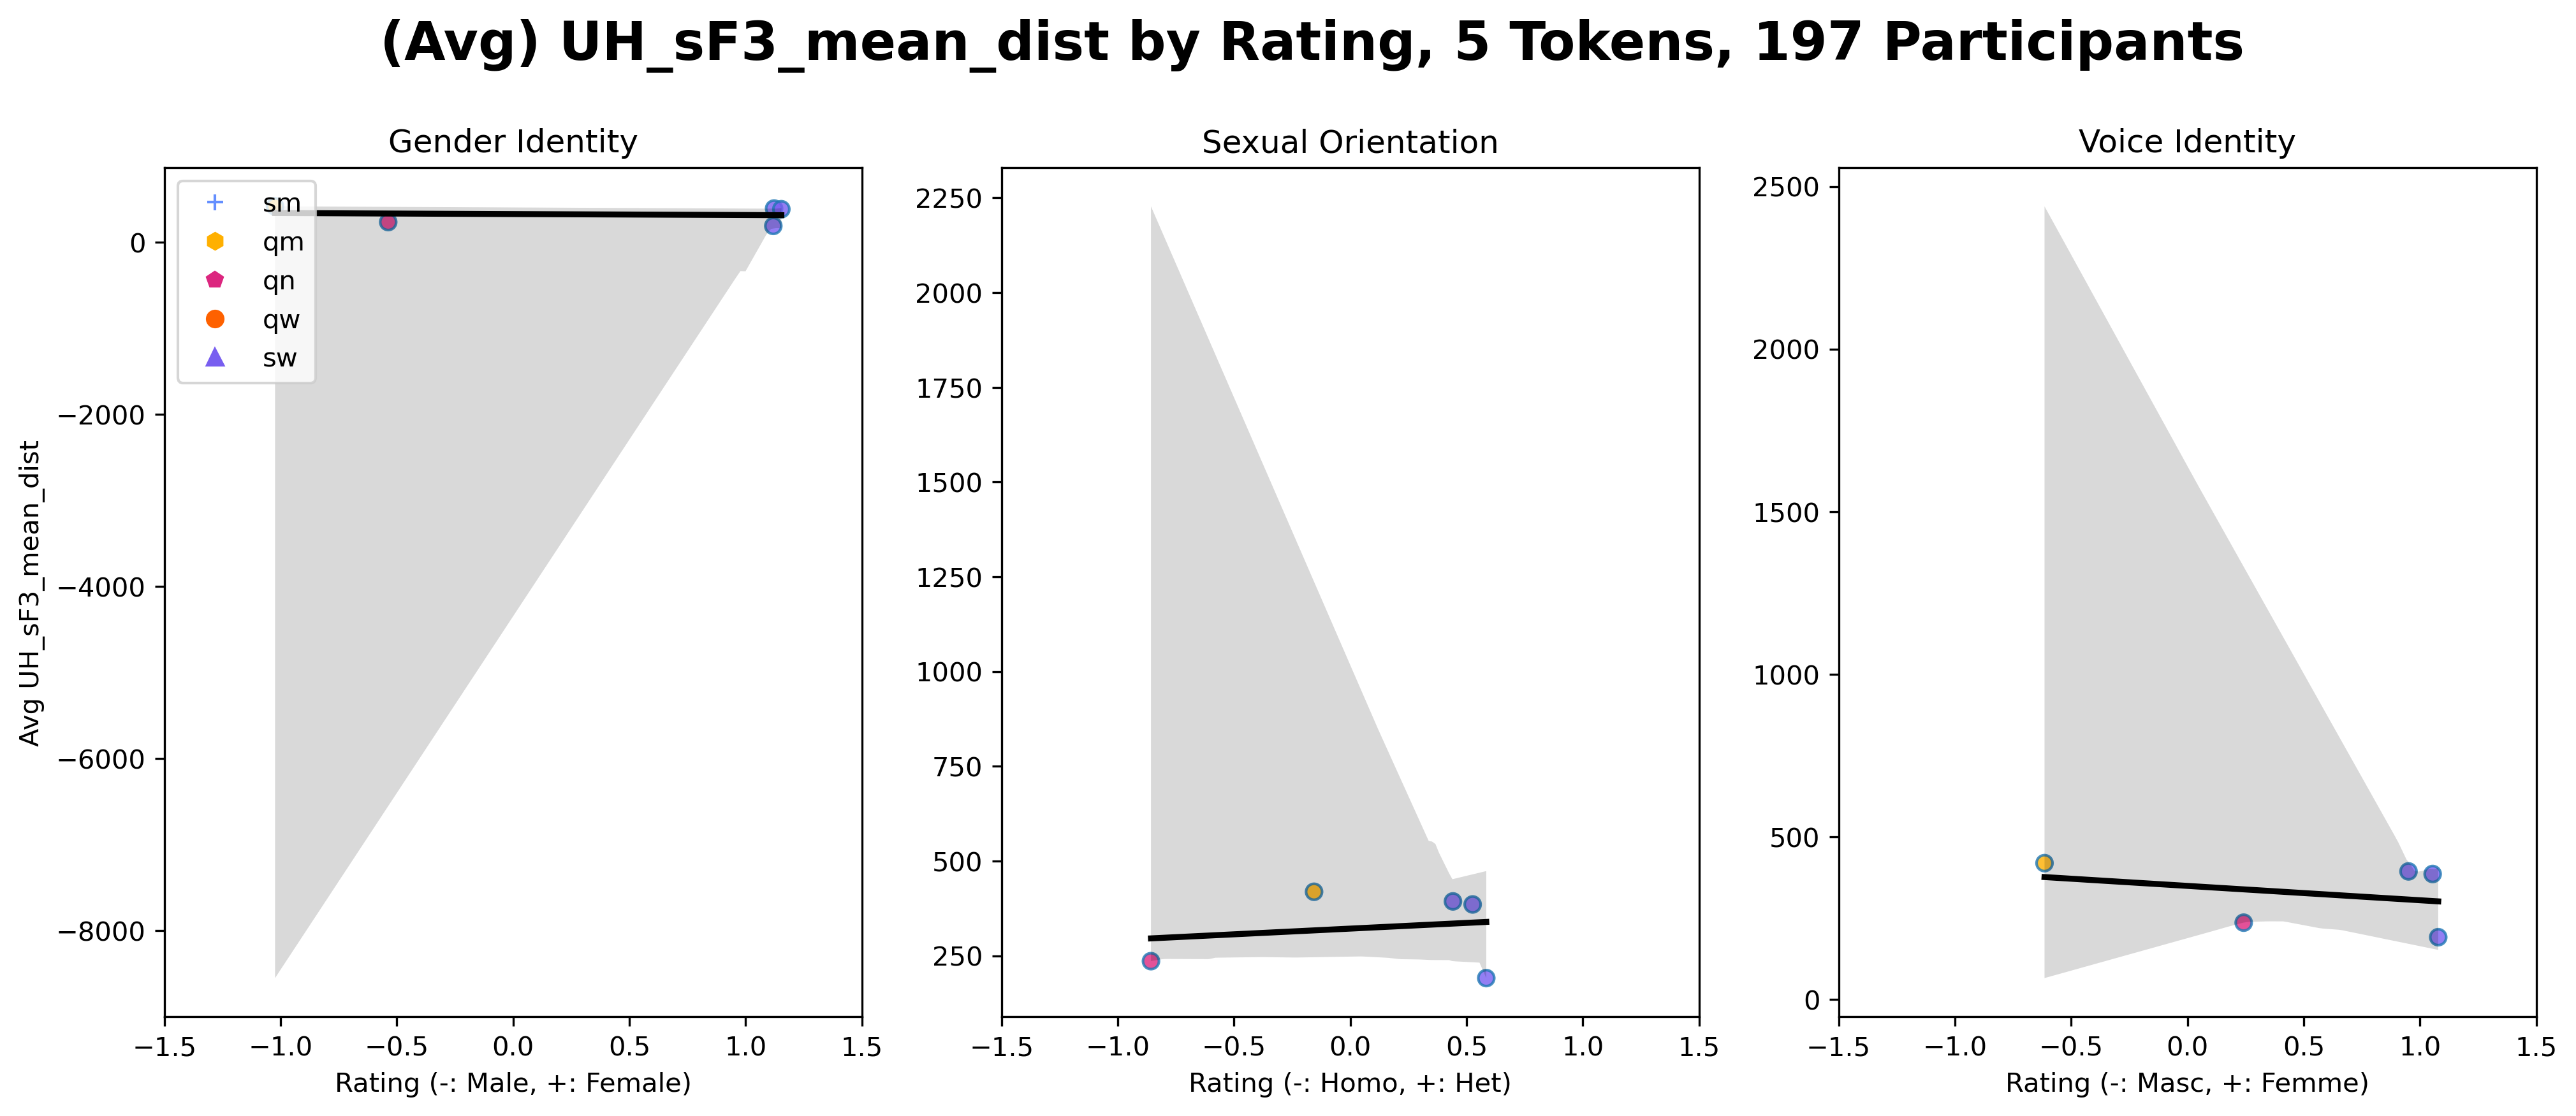 (Avg) UH_sF3_mean_dist by Rating, 5 Tokens, 197 Participants
Gender Identity
Sexual Orientation
Voice Identity
sm
qm
qn
qw
sw
Avg UH_sF3_mean_dist
0
−2000
−4000
−6000
−8000
−1.5 −1.0 −0.5 0.0 0.5 1.0 1.5
Rating (-: Male, +: Female)
2250
2000
1750
1500
1250
1000
750
500
250
−1.5 −1.0 −0.5 0.0 0.5 1.0 1.5
Rating (-: Homo, +: Het)
2500
2000
1500
1000
500
0
−1.5 −1.0 −0.5 0.0 0.5 1.0 1.5
Rating (-: Masc, +: Femme)